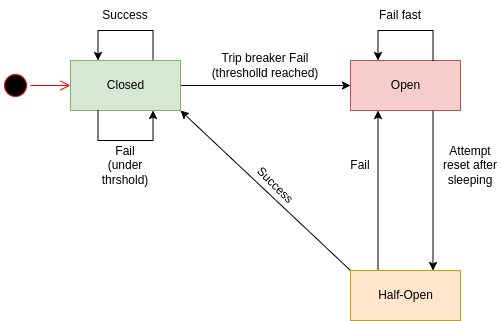 Success
Fail fast
Trip breaker Fail
(thresholld reached)
Closed
Open
Fail
(under
thrshold)
Success
Fail
Attempt
reset after
sleeping
Half-Open